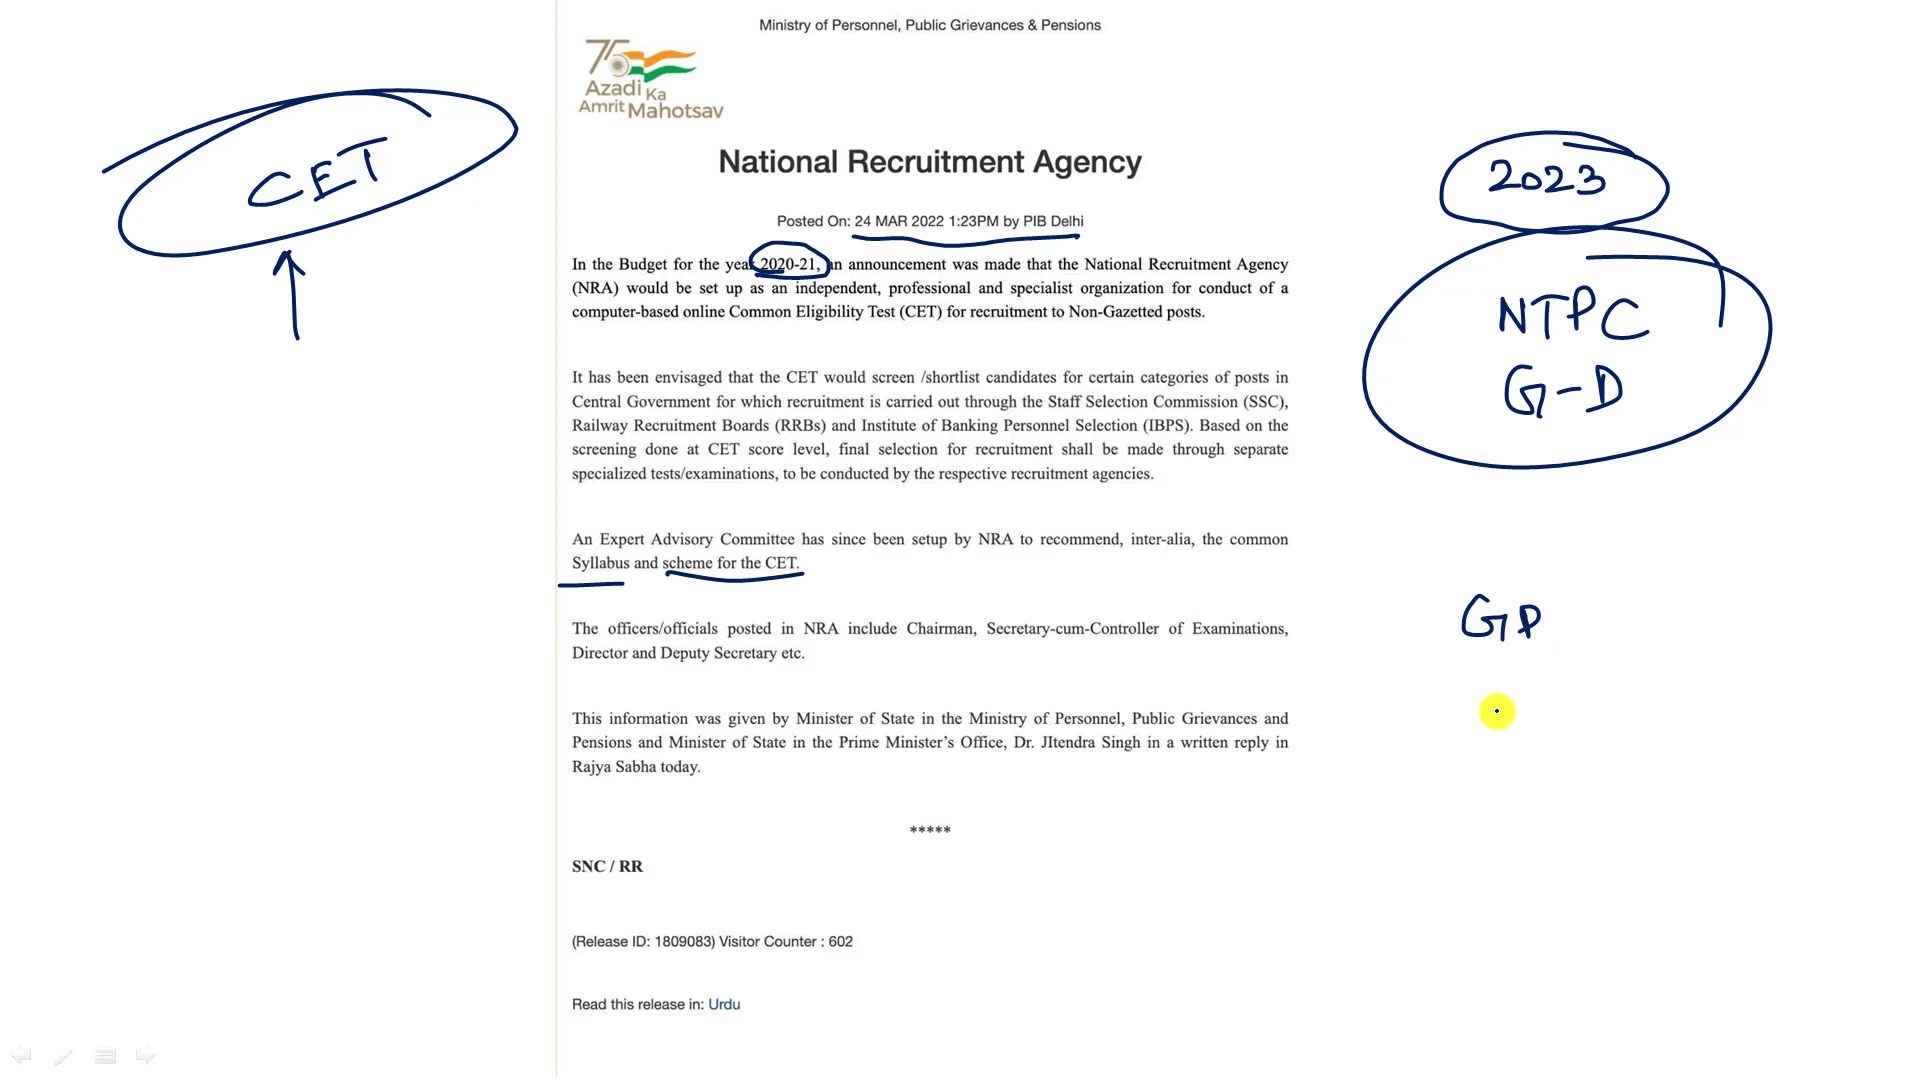 Ministry of Personnel, Public Grievances & Pensions
75
Azadi Ka
Amrit Mahotsav
CET
National Recruitment Agency
2023
Posted On: 24 MAR 2022 1:23PM by PIB Delhi
In the Budget for the year 2020-21, an announcement was made that the National Recruitment Agency
(NRA) would be set up as an independent, professional and specialist organization for conduct of a
computer-based online Common Eligibility Test (CET) for recruitment to Non-Gazetted posts.
NTPC
G-D
It has been envisaged that the CET would screen /shortlist candidates for certain categories of posts in
Central Government for which recruitment is carried out through the Staff Selection Commission (SSC),
Railway Recruitment Boards (RRBs) and Institute of Banking Personnel Selection (IBPS). Based on the
screening done at CET score level, final selection for recruitment shall be made through separate
specialized tests/examinations, to be conducted by the respective recruitment agencies.
An Expert Advisory Committee has since been setup by NRA to recommend, inter-alia, the common
Syllabus and scheme for the CET.
GP
The officers/officials posted in NRA include Chairman, Secretary-cum-Controller of Examinations,
Director and Deputy Secretary etc.
This information was given by Minister of State in the Ministry of Personnel, Public Grievances and
Pensions and Minister of State in the Prime Minister’s Office, Dr. JItendra Singh in a written reply in
Rajya Sabha today.
*****
SNC / RR
(Release ID: 1809083) Visitor Counter : 602
Read this release in: Urdu